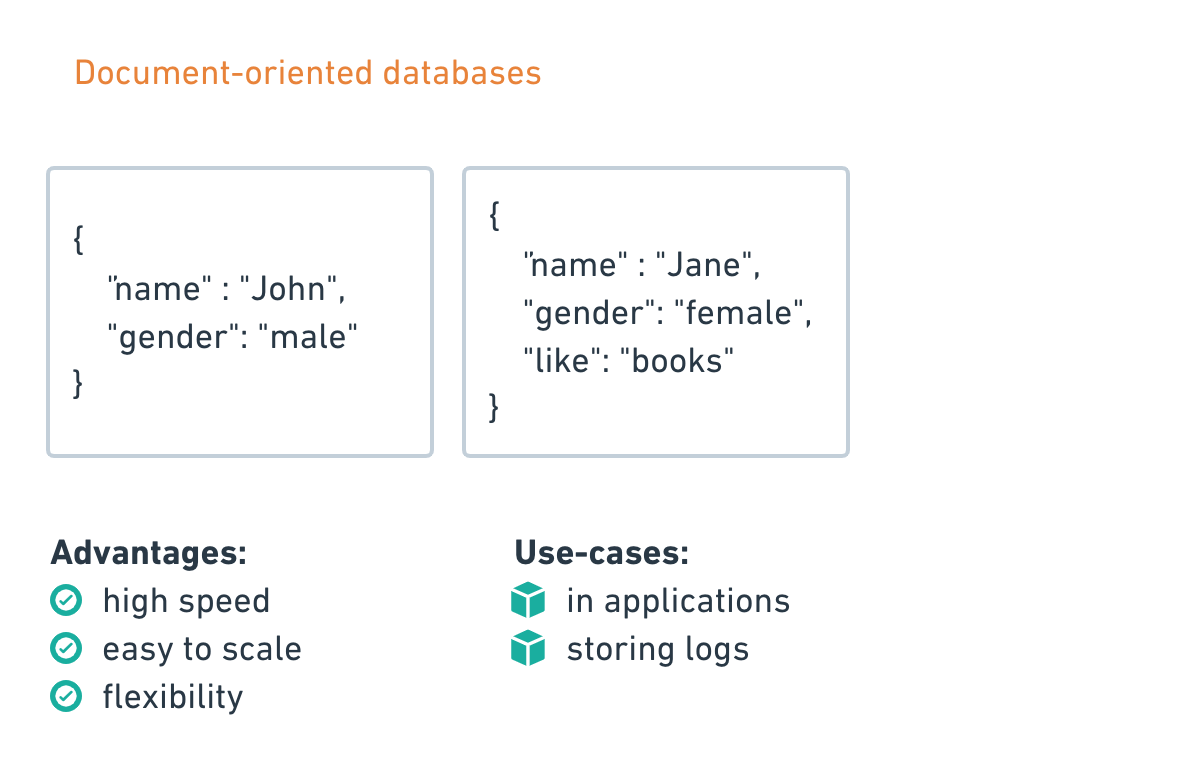 Document-oriented databases
{
"name" : "John",
"gender": "male"
}
{
"name" : "Jane",
"gender": "female",
"like": "books"
}
Advantages:
high speed
easy to scale
flexibility
Use-cases:
in applications
storing logs